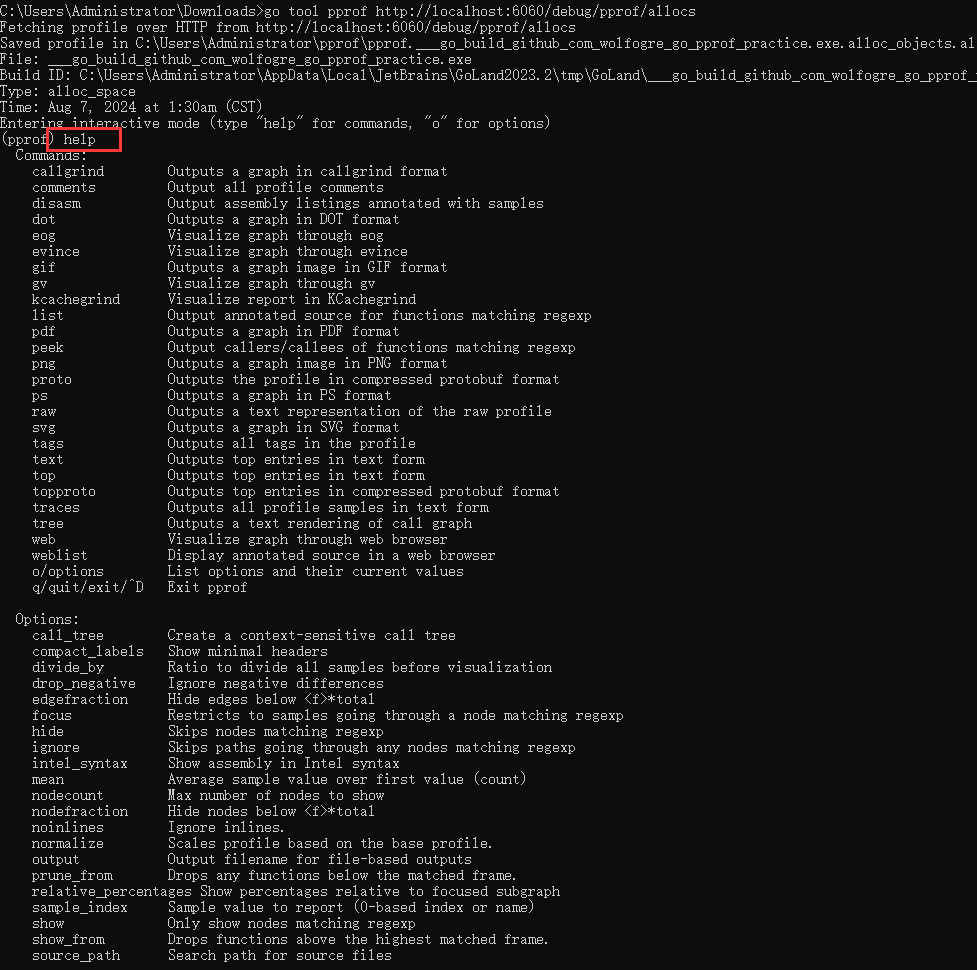 C:\Users\Administrator\Downloads>go tool pprof http://localhost:6060/debug/pprof/allocs
Fetching profile over HTTP from http://localhost:6060/debug/pprof/allocs
Saved profile in C:\Users\Administrator\pprof\pprof.___go_build_github_com_wolfogre_go_pprof_practice.exe.alloc_objects.al
File: ___go_build_github_com_wolfogre_go_pprof_practice.exe
Build ID: C:\Users\Administrator\AppData\Local\JetBrains\GoLand2023.2\tmp\GoLand\___go_build_github_com_wolfogre_go_pprof_
Type: alloc_space
Time: Aug 7, 2024 at 1:30am (CST)
Entering interactive mode (type "help" for commands, "o" for options)
(pprof) help
  Commands:
    callgrind        Outputs a graph in callgrind format
    comments         Output all profile comments
    disasm           Output assembly listings annotated with samples
    dot              Outputs a graph in DOT format
    eog              Visualize graph through eog
    evince           Visualize graph through evince
    gif              Outputs a graph image in GIF format
    gv               Visualize graph through gv
    kcachegrind      Visualize report in KCachegrind
    list             Output annotated source for functions matching regexp
    pdf              Outputs a graph in PDF format
    peek             Output callers/callees of functions matching regexp
    png              Outputs a graph image in PNG format
    proto            Outputs the profile in compressed protobuf format
    ps               Outputs a graph in PS format
    raw              Outputs a text representation of the raw profile
    svg              Outputs a graph in SVG format
    tags             Outputs all tags in the profile
    text             Outputs top entries in text form
    top              Outputs top entries in text form
    topproto         Outputs top entries in compressed protobuf format
    traces           Outputs all profile samples in text form
    tree             Outputs a text rendering of call graph
    web              Visualize graph through web browser
    weblist          Display annotated source in a web browser
    o/options        List options and their current values
    q/quit/exit/^D   Exit pprof

  Options:
    call_tree        Create a context-sensitive call tree
    compact_labels   Show minimal headers
    divide_by        Ratio to divide all samples before visualization
    drop_negative    Ignore negative differences
    edgefraction     Hide edges below <f>*total
    focus            Restricts to samples going through a node matching regexp
    hide             Skips nodes matching regexp
    ignore           Skips paths going through any nodes matching regexp
    intel_syntax     Show assembly in Intel syntax
    mean             Average sample value over first value (count)
    nodecount        Max number of nodes to show
    nodefraction     Hide nodes below <f>*total
    noinlines        Ignore inlines.
    normalize        Scales profile based on the base profile.
    output           Output filename for file-based outputs
    prune_from       Drops any functions below the matched frame.
    relative_percentages Show percentages relative to focused subgraph
    sample_index     Sample value to report (0-based index or name)
    show             Only show nodes matching regexp
    show_from        Drops functions above the highest matched frame.
    source_path      Search path for source files